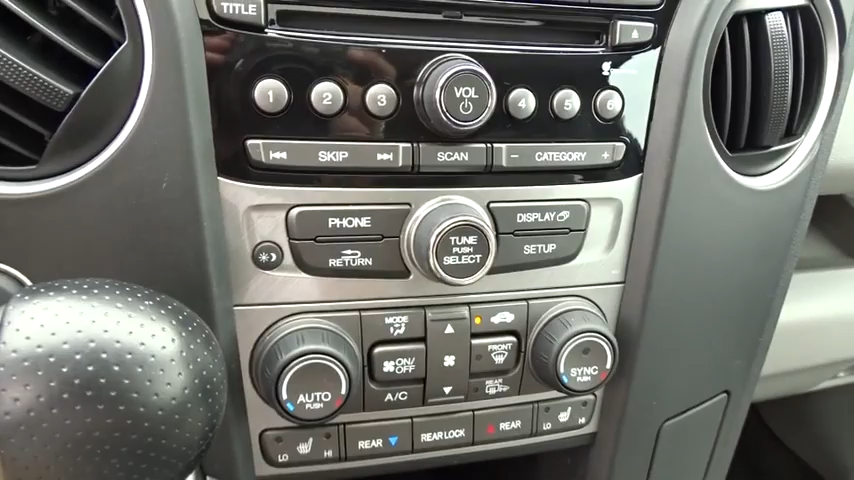 TITLE
1 2 3 VOL 4 5 6
SKIP SCAN - CATEGORY +
PHONE TUNE DISPLAY
PUSH
RETURN SELECT SETUP
MODE
ON/OFF FRONT
AUTO PUSH A/C REAR SYNC PUSH
LO HI REAR REAR LOCK REAR LO HI